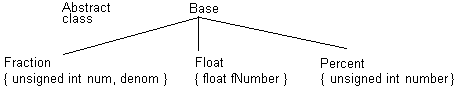 Abstract class Base
Fraction Float Percent
{ unsigned int num, denom } { float fNumber } { unsigned int number}